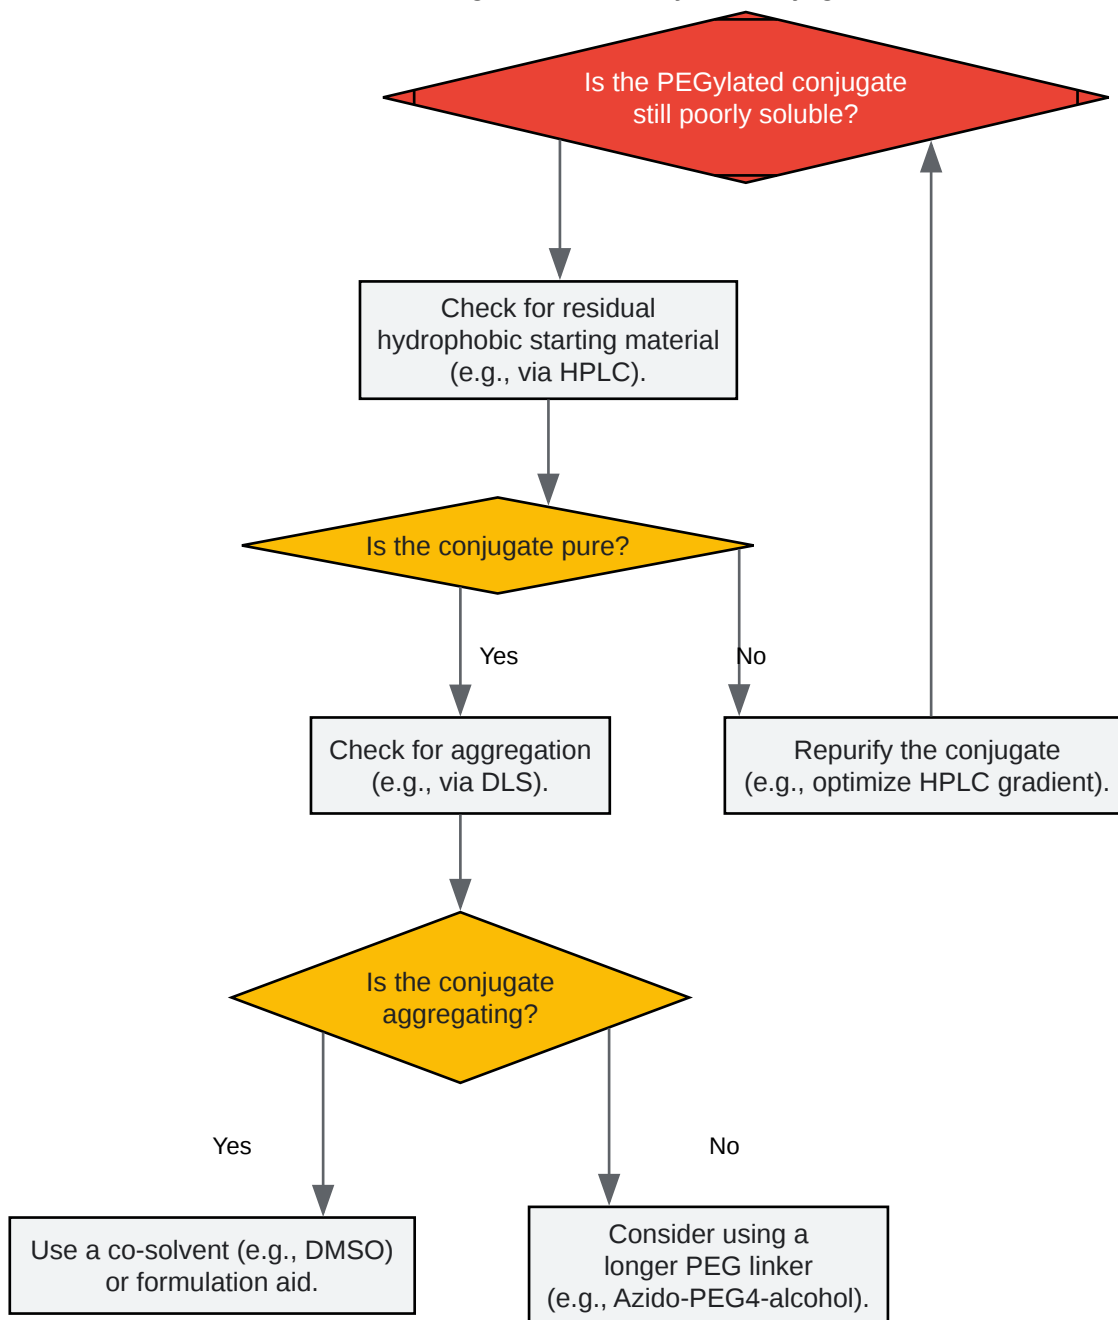 Is the PEGylated conjugate
still poorly soluble?
Check for residual
hydrophobic starting material
(e.g., via HPLC).
Is the conjugate pure?
Yes
No
Check for aggregation
(e.g., via DLS).
Repurify the conjugate
(e.g., optimize HPLC gradient).
Is the conjugate
aggregating?
Yes
No
Use a co-solvent (e.g., DMSO)
or formulation aid.
Consider using a
longer PEG linker
(e.g., Azido-PEG4-alcohol).